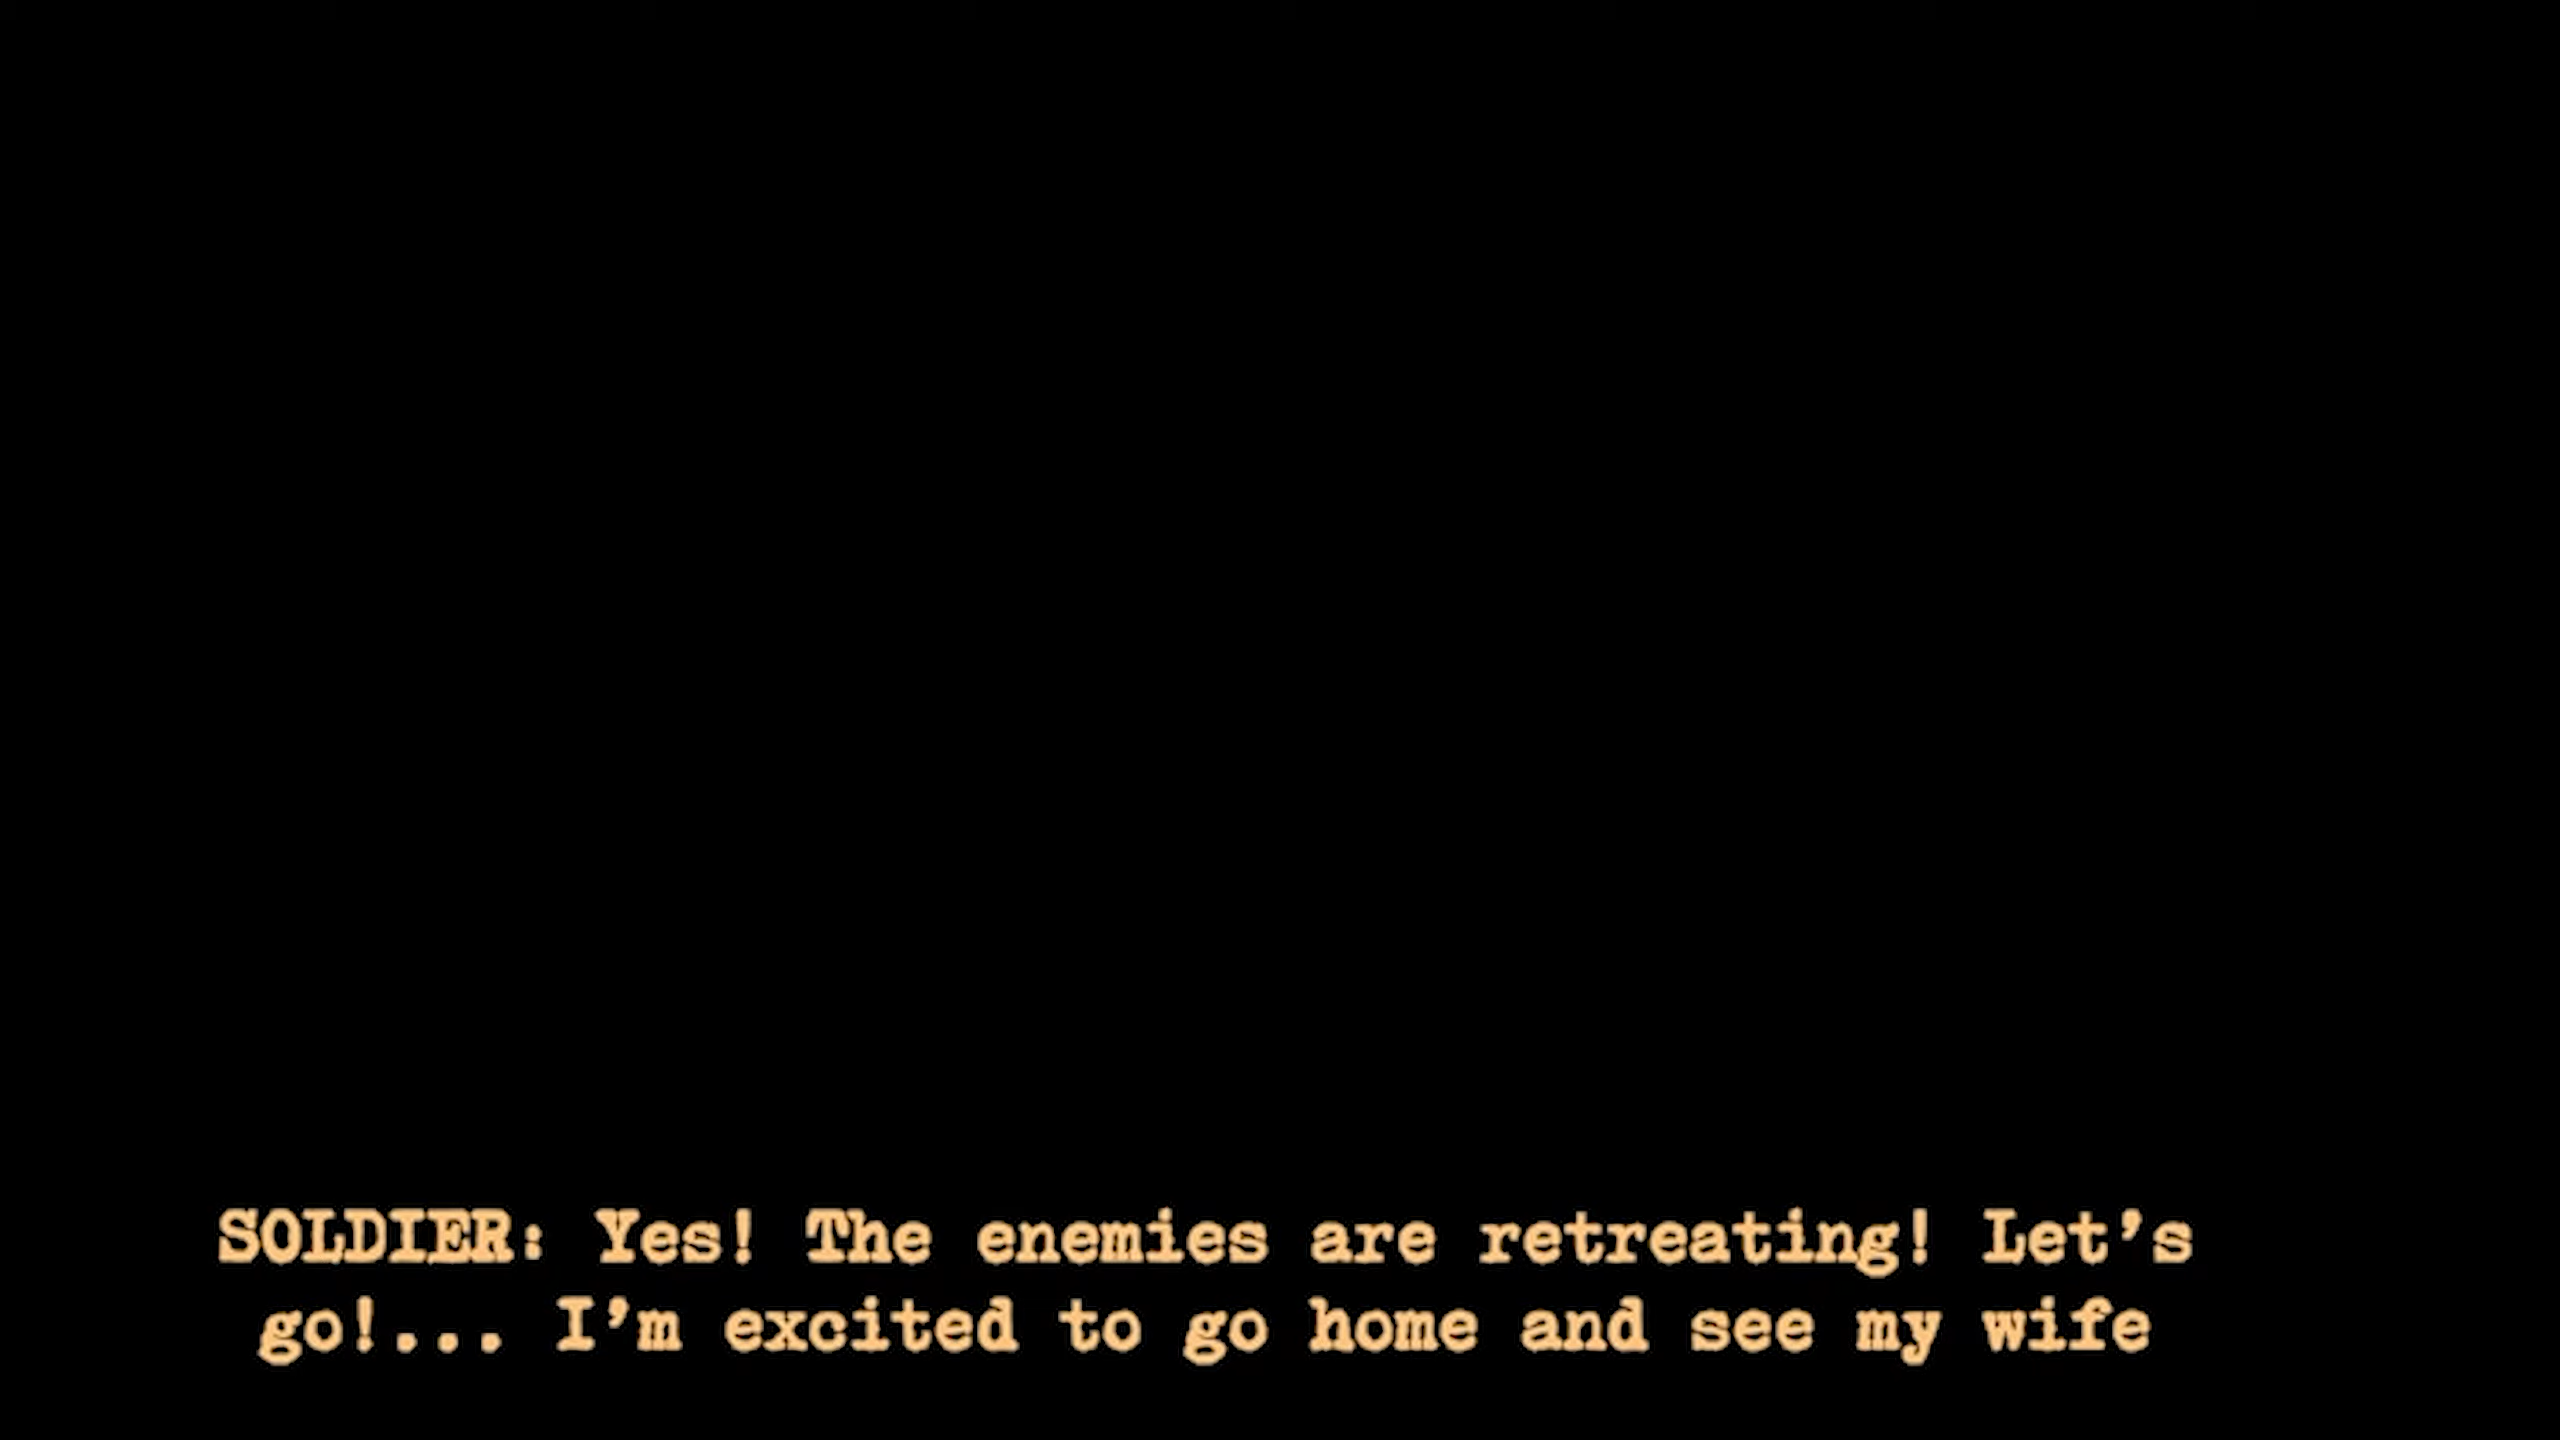 SOLDIER: Yes! The enemies are retreating! Let’s
go!... I’m excited to go home and see my wife